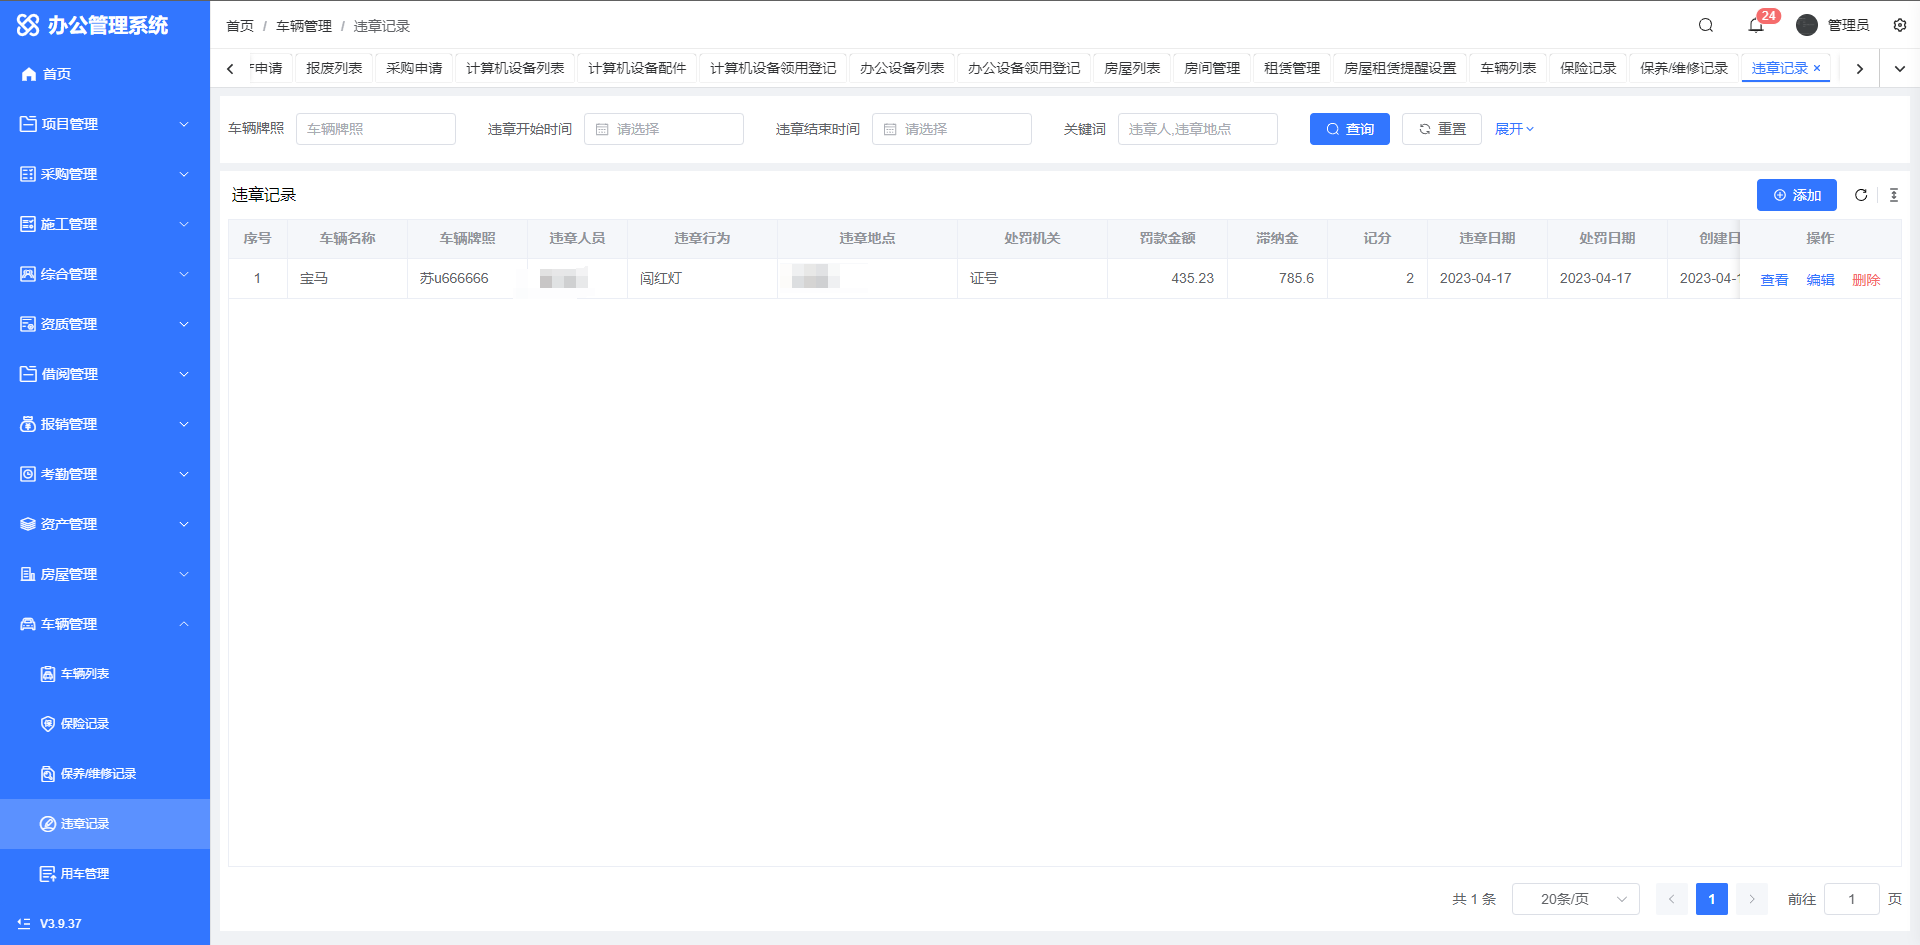 办公管理系统
首页 / 车辆管理 / 违章记录
24
管理员
申请 报废列表 采购申请 计算机设备列表 计算机设备配件 计算机设备领用登记 办公设备列表 办公设备领用登记 房屋列表 房间管理 租赁管理 房屋租赁提醒设置 车辆列表 保险记录 保养/维修记录 违章记录 ×
首页
项目管理
采购管理
施工管理
综合管理
资质管理
借阅管理
报销管理
考勤管理
资产管理
房屋管理
车辆管理
车辆列表
保险记录
保养/维修记录
违章记录
用车管理
V3.9.37
车辆牌照 车辆牌照 违章开始时间 请选择 违章结束时间 请选择 关键词 违章人,违章地点 查询 重置 展开
违章记录 添加
序号 车辆名称 车辆牌照 违章人员 违章行为 违章地点 处罚机关 罚款金额 滞纳金 记分 违章日期 处罚日期 创建日 操作
1 宝马 苏u666666 闯红灯 证号 435.23 785.6 2 2023-04-17 2023-04-17 2023-04- 查看 编辑 删除
共 1 条 20条/页 1 前往 1 页